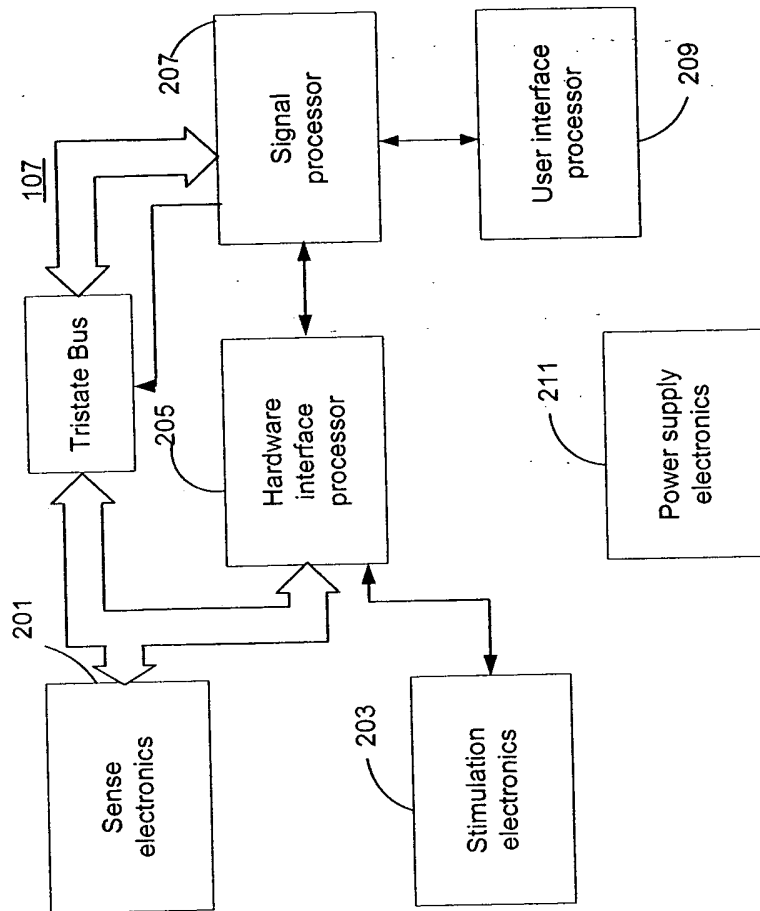 107
207
Signal
processor
Tristate Bus
209
User interface
processor
205
Hardware
interface
processor
211
Power supply
electronics
201
Sense
electronics
203
Stimulation
electronics